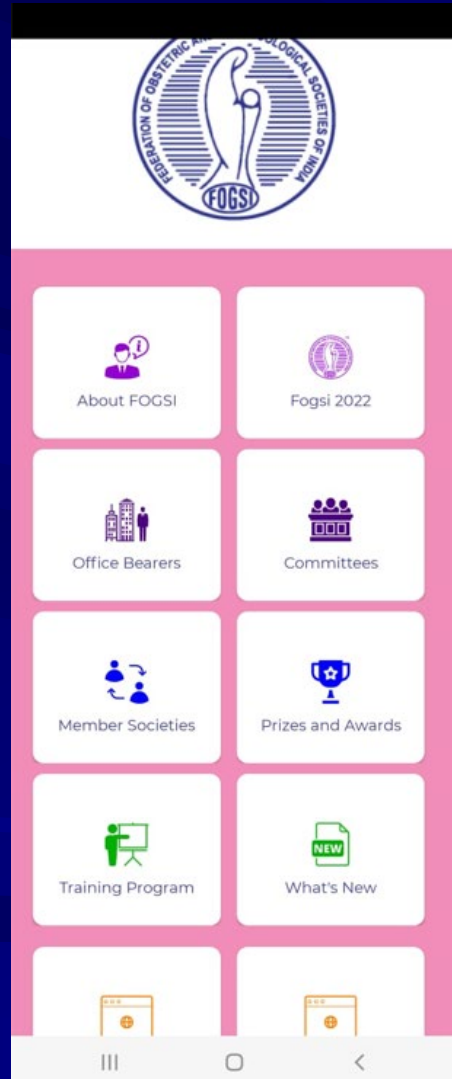 FEDERATION OF OBSTETRIC AND
SOCIETIES OF INDIA
FOGSI
i
About FOGSI
Fogsi 2022
Office Bearers
Committees
Member Societies
Prizes and Awards
NEW
Training Program
What's New